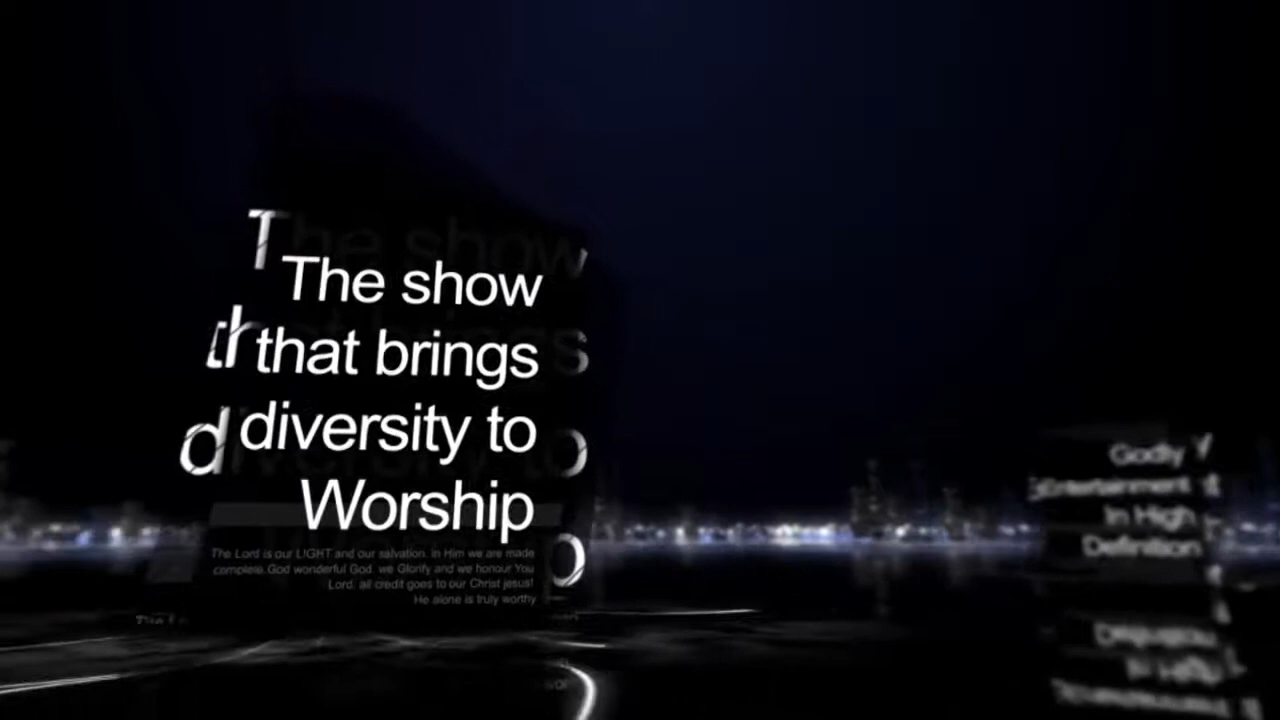 The show
that brings
diversity to
Worship
The Lord is our LIGHT and our salvation. in Him we are made
complete.God wonderful God. we Glorify and we honour You
Lord. all credit goes to our Christ jesus!
He alone is truly worthy
Godly
Entertainment
In High
Definition